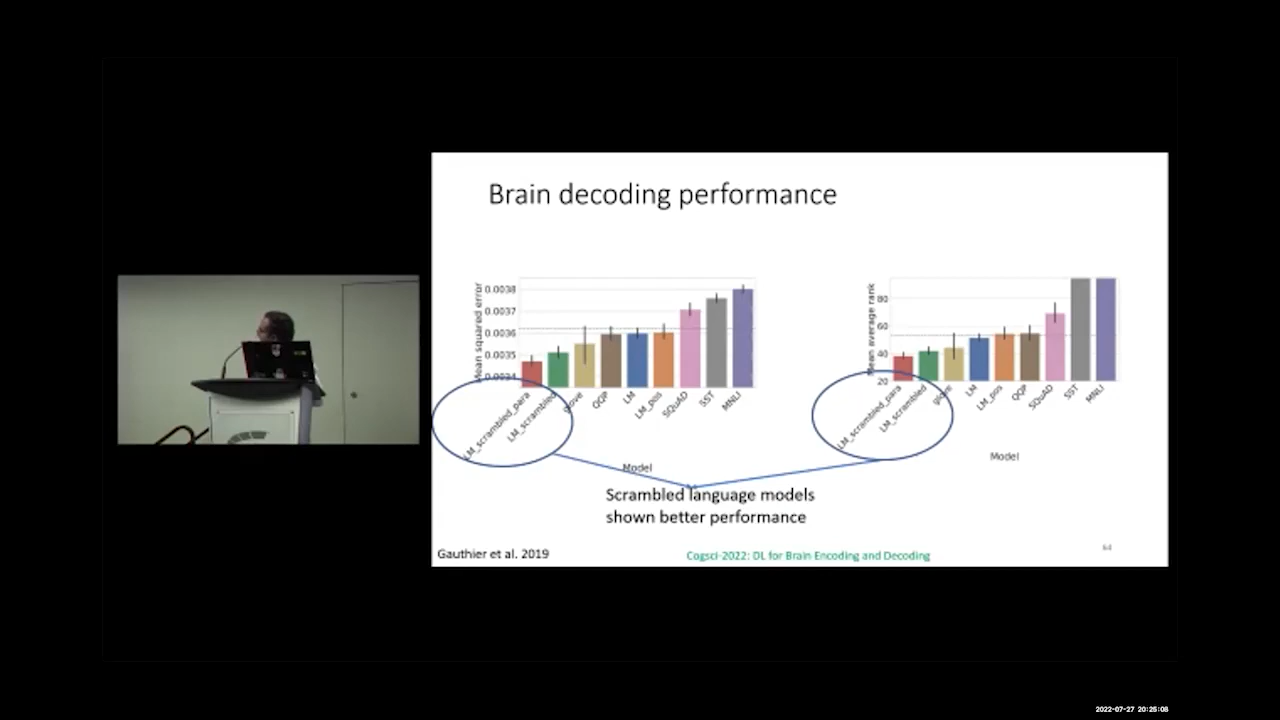 Brain decoding performance
Mean squared error
0.0038
0.0037
0.0036
0.0035
0.0034
LM_scrambled_para
LM_scrambled
glove
QQP
LM
LM_pos
SQuAD
SST
MNLI
Model
Mean average rank
80
60
40
20
LM_scrambled_para
LM_scrambled
glove
LM
LM_pos
QQP
SQuAD
SST
MNLI
Model
Scrambled language models
shown better performance
Gauthier et al. 2019
Cogsci-2022: DL for Brain Encoding and Decoding
64
2022-07-27 20:25:08